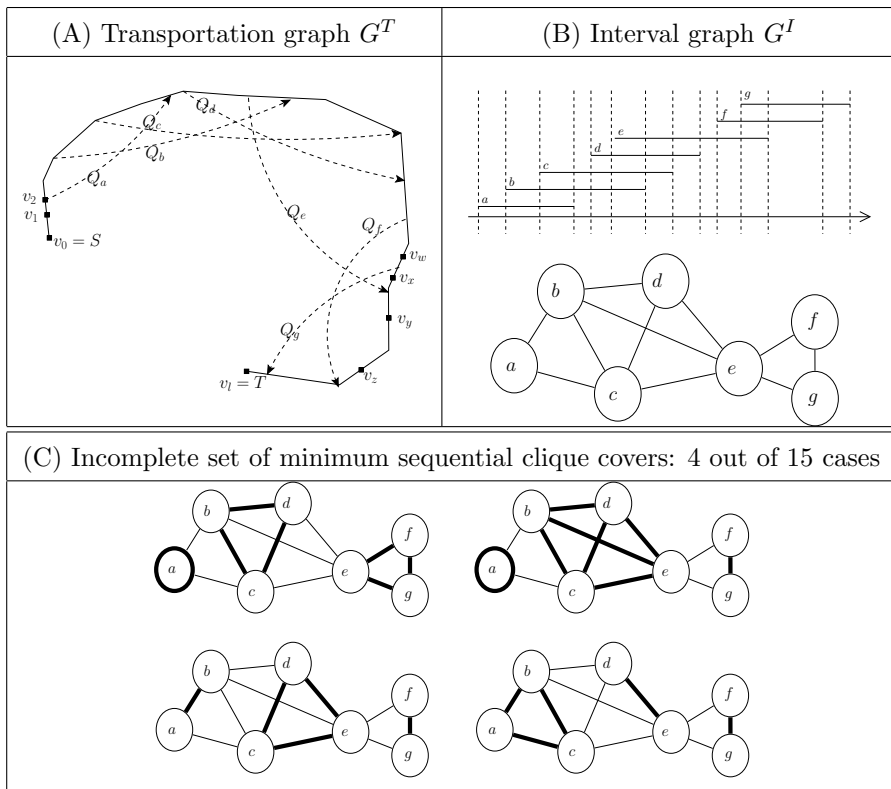 (A) Transportation graph $G^T$
(B) Interval graph $G^I$
Q_d
Q_c
Q_b
Q_a
v_2
v_1
v_0 = S
Q_e
Q_f
v_w
v_x
v_y
Q_g
v_z
v_l = T
g
f
e
d
c
b
a
b
d
f
a
e
c
g
(C) Incomplete set of minimum sequential clique covers: 4 out of 15 cases
b
d
f
a
e
c
g
b
d
f
a
e
c
g
b
d
f
a
e
c
g
b
d
f
a
e
c
g